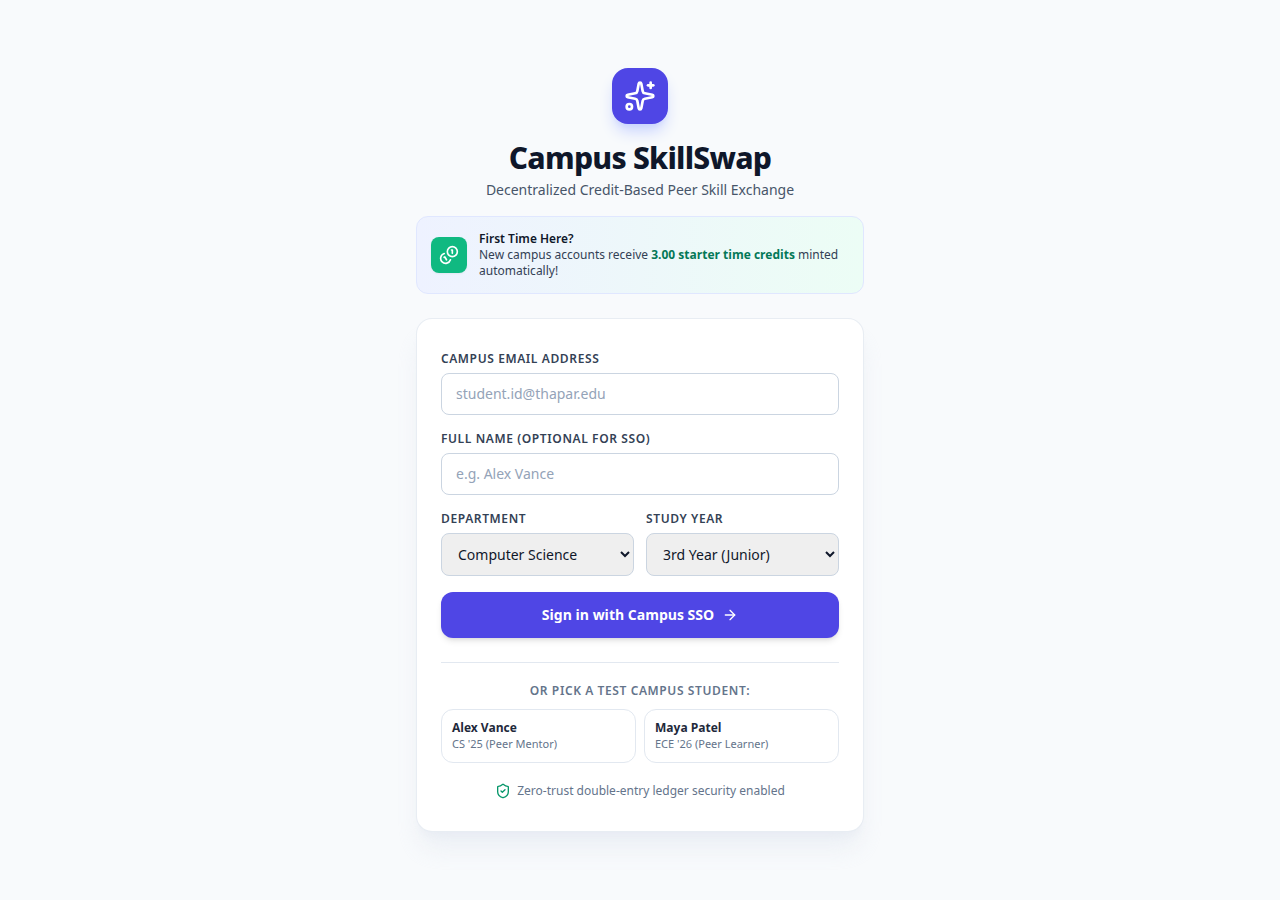 Campus SkillSwap
Decentralized Credit-Based Peer Skill Exchange
First Time Here?
New campus accounts receive 3.00 starter time credits minted
automatically!
CAMPUS EMAIL ADDRESS
student.id@thapar.edu
FULL NAME (OPTIONAL FOR SSO)
e.g. Alex Vance
DEPARTMENT
STUDY YEAR
Computer Science
3rd Year (Junior)
Sign in with Campus SSO
OR PICK A TEST CAMPUS STUDENT:
Alex Vance
CS '25 (Peer Mentor)
Maya Patel
ECE '26 (Peer Learner)
Zero-trust double-entry ledger security enabled